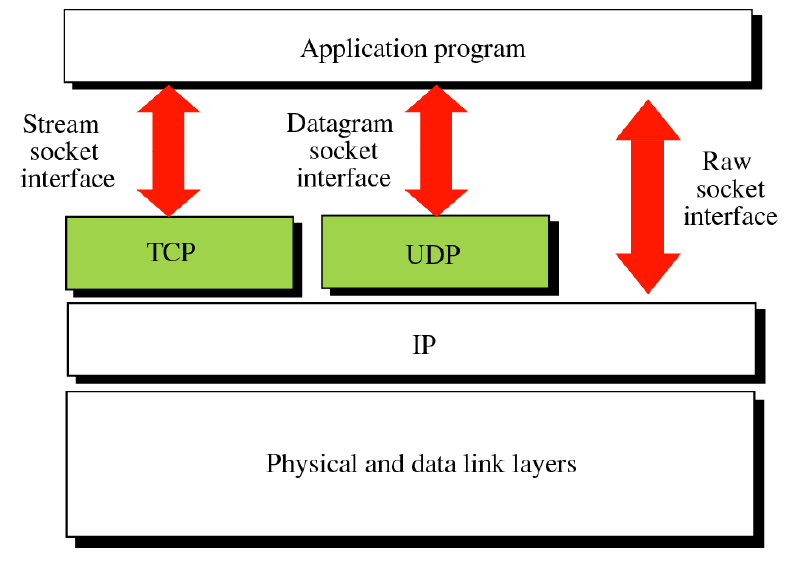 Application program
Stream
socket
interface
Datagram
socket
interface
Raw
socket
interface
TCP
UDP
IP
Physical and data link layers